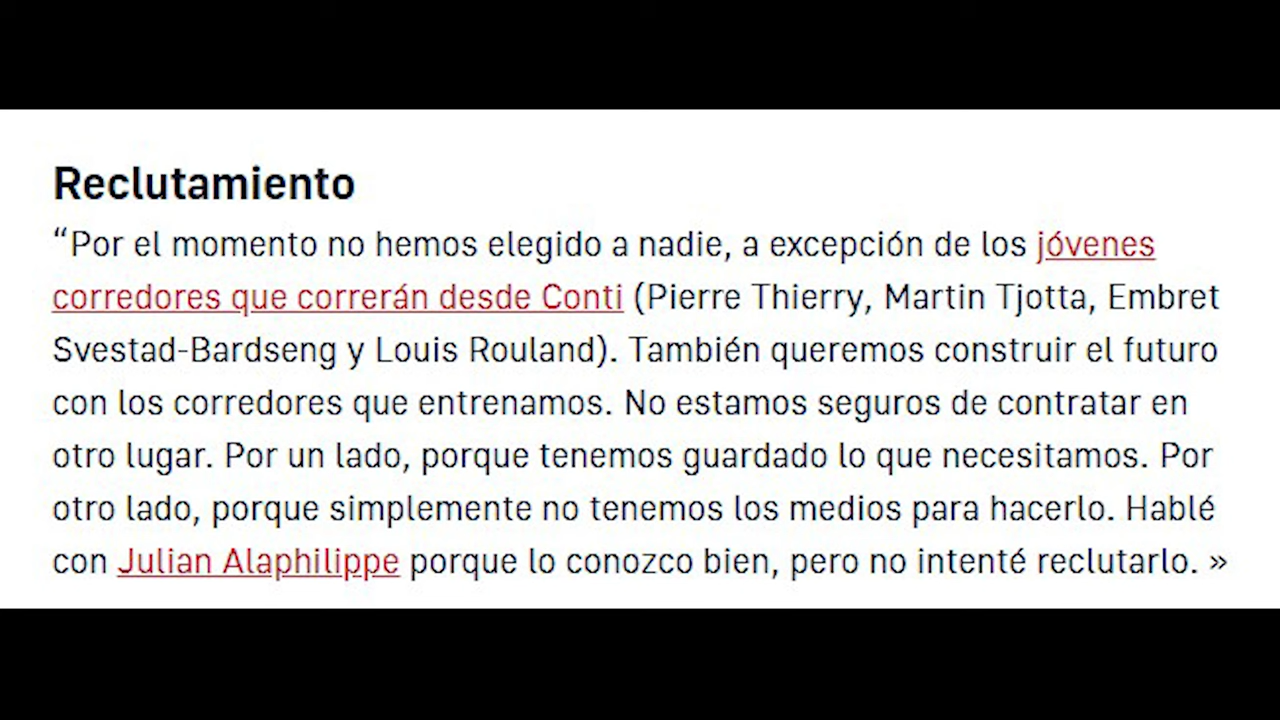 Reclutamiento
“Por el momento no hemos elegido a nadie, a excepción de los jóvenes
corredores que correrán desde Conti (Pierre Thierry, Martin Tjotta, Embret
Svestad-Bardseng y Louis Rouland). También queremos construir el futuro
con los corredores que entrenamos. No estamos seguros de contratar en
otro lugar. Por un lado, porque tenemos guardado lo que necesitamos. Por
otro lado, porque simplemente no tenemos los medios para hacerlo. Hablé
con Julian Alaphilippe porque lo conozco bien, pero no intenté reclutarlo. »